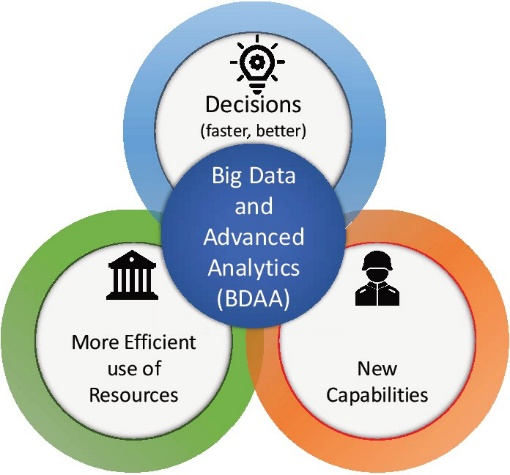 Decisions
(faster, better)
Big Data
and
Advanced
Analytics
(BDAA)
More Efficient
use of
Resources
New
Capabilities